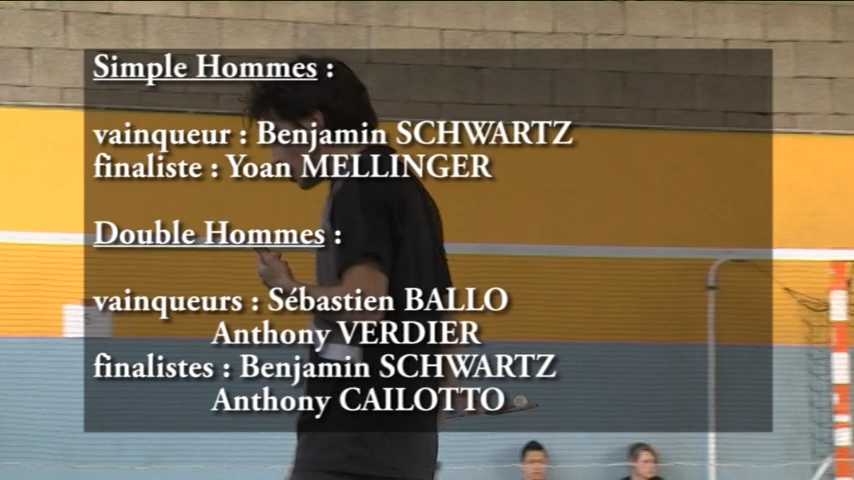 Simple Hommes :
vainqueur : Benjamin SCHWARTZ
finaliste : Yoan MELLINGER
Double Hommes :
vainqueurs : Sébastien BALLO
Anthony VERDIER
finalistes : Benjamin SCHWARTZ
Anthony CAILOTTO